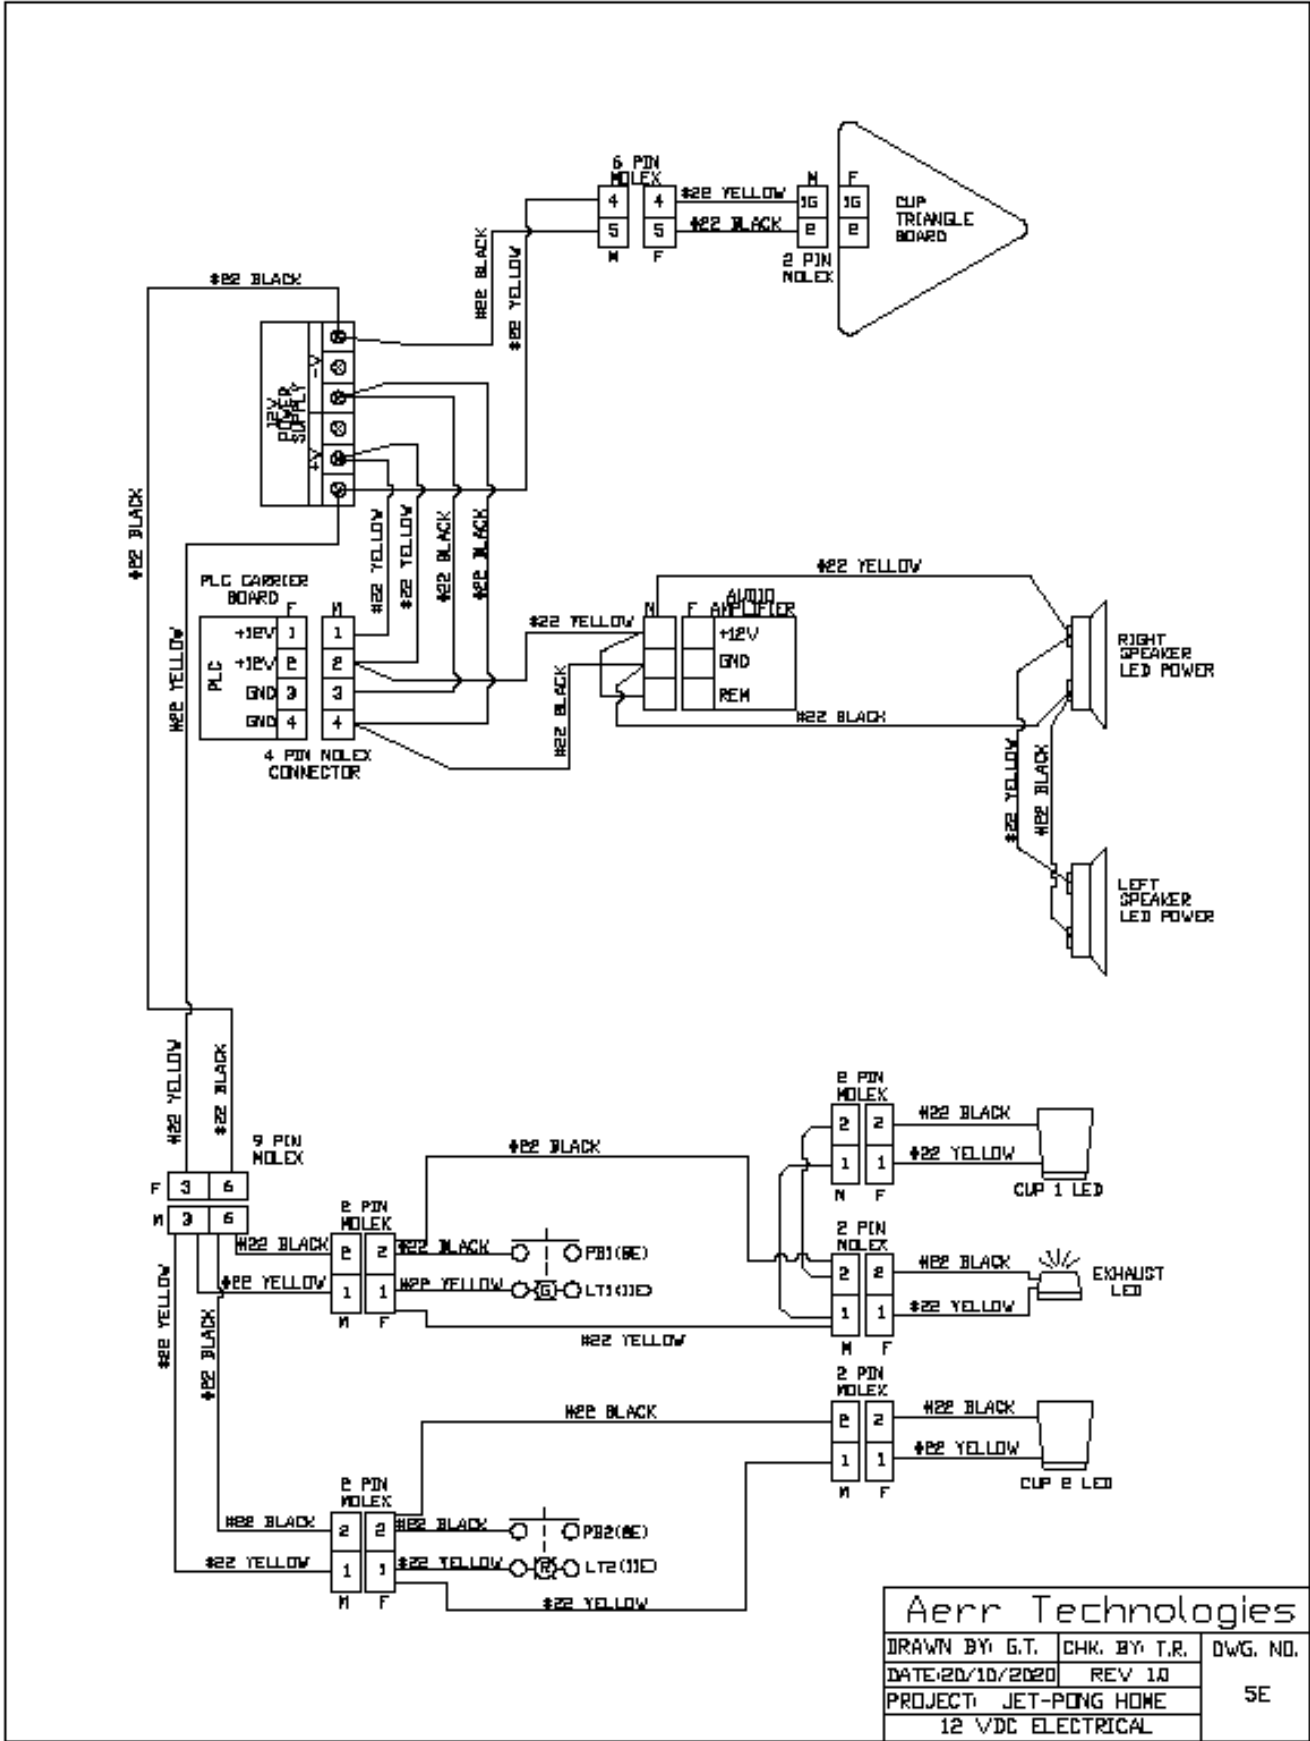 6 PIN
MOLEX
4
5
M
4
5
F
#22 YELLOW
#22 BLACK
M
F
16
2
16
2
2 PIN
MOLEX
CUP
TRIANGLE
BOARD
#22 BLACK
#22 BLACK
#22 YELLOW
12V
POWER
SUPPLY
-V
+V
#22 BLACK
#22 YELLOW
#22 YELLOW
#22 YELLOW
#22 BLACK
#22 BLACK
PLC CARRIER
BOARD
F
M
PLC
+12V 1
1
+12V 2
2
GND 3
3
GND 4
4
4 PIN MOLEX
CONNECTOR
#22 YELLOW
#22 BLACK
M
F
AUDIO
AMPLIFIER
+12V
GND
REM
#22 YELLOW
#22 BLACK
RIGHT
SPEAKER
LED POWER
#22 YELLOW
#22 BLACK
LEFT
SPEAKER
LED POWER
#22 YELLOW
#22 BLACK
9 PIN
MOLEX
F 3 6
M 3 6
#22 YELLOW
#22 BLACK
#22 BLACK
#22 YELLOW
2 PIN
MOLEX
2 2
1 1
M F
#22 BLACK
#22 BLACK
PB1(8E)
#22 YELLOW
G
LT1(11E)
#22 YELLOW
2 PIN
MOLEX
2 2
1 1
M F
#22 BLACK
#22 YELLOW
CUP 1 LED
2 PIN
MOLEX
2 2
1 1
M F
#22 BLACK
#22 YELLOW
EXHAUST
LED
2 PIN
MOLEX
2 2
1 1
M F
#22 BLACK
#22 YELLOW
CUP 2 LED
#22 BLACK
#22 BLACK
#22 YELLOW
2 PIN
MOLEX
2 2
1 1
M F
#22 BLACK
PB2(8E)
#22 YELLOW
R
LT2(11E)
#22 YELLOW
Aerr Technologies
DRAWN BY: G.T. CHK. BY: T.R. DWG. NO.
DATE:20/10/2020 REV 1.0
5E
PROJECT: JET-PONG HOME
12 VDC ELECTRICAL